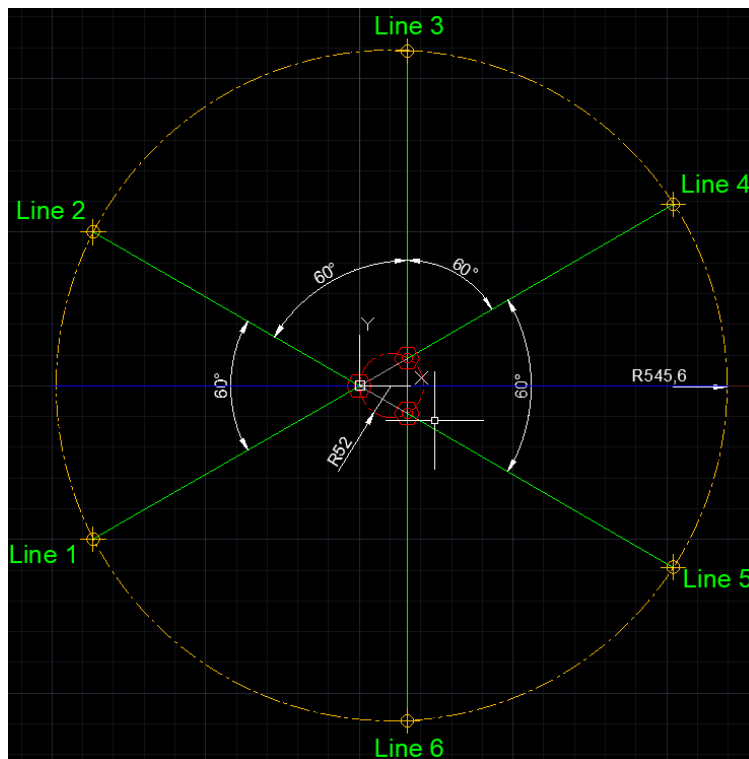 Line 3
Line 4
Line 2
60°
60°
Y
X
R545,6
60°
60°
R52
Line 1
Line 5
Line 6